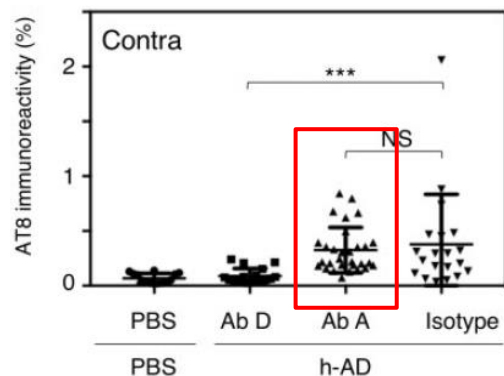 AT8 immunoreactivity (%)
2
1
0
Contra
***
NS
PBS Ab D Ab A Isotype
PBS h-AD